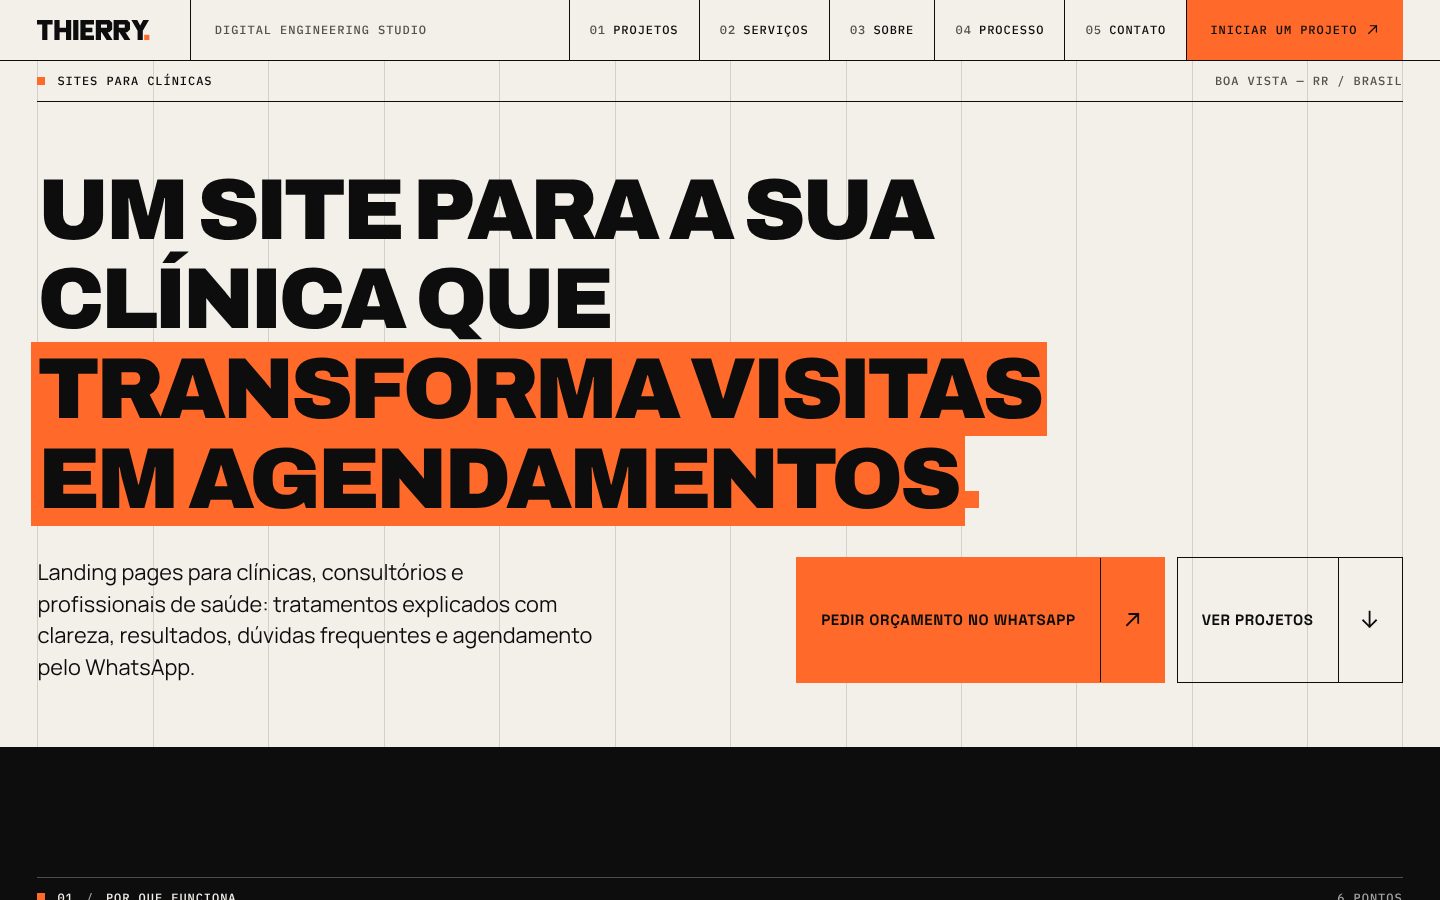 THIERRY.
DIGITAL ENGINEERING STUDIO
01 PROJETOS
02 SERVIÇOS
03 SOBRE
04 PROCESSO
05 CONTATO
INICIAR UM PROJETO ↗
SITES PARA CLÍNICAS
BOA VISTA — RR / BRASIL
UM SITE PARA A SUA
CLÍNICA QUE
TRANSFORMA VISITAS
EM AGENDAMENTOS.
Landing pages para clínicas, consultórios e
profissionais de saúde: tratamentos explicados com
clareza, resultados, dúvidas frequentes e agendamento
pelo WhatsApp.
PEDIR ORÇAMENTO NO WHATSAPP ↗
VER PROJETOS ↓
01 / POR QUE FUNCIONA
6 PONTOS